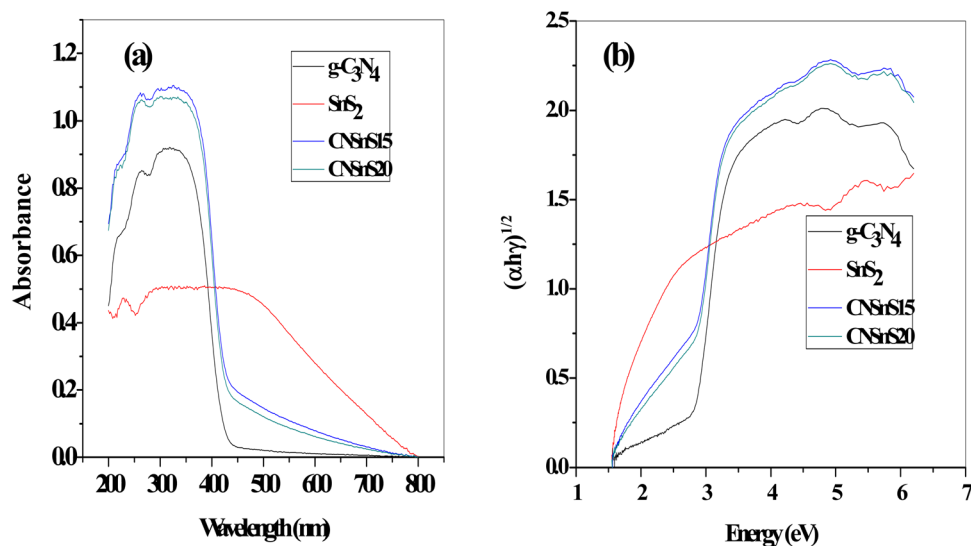 (a)
g-C3N4
SnS2
CNSnS15
CNSnS20
Absorbance
1.2
1.0
0.8
0.6
0.4
0.2
0.0
200 300 400 500 600 700 800
Wavelength (nm)
(b)
(αhγ)1/2
2.5
2.0
1.5
1.0
0.5
0.0
g-C3N4
SnS2
CNSnS15
CNSnS20
1 2 3 4 5 6 7
Energy (eV)